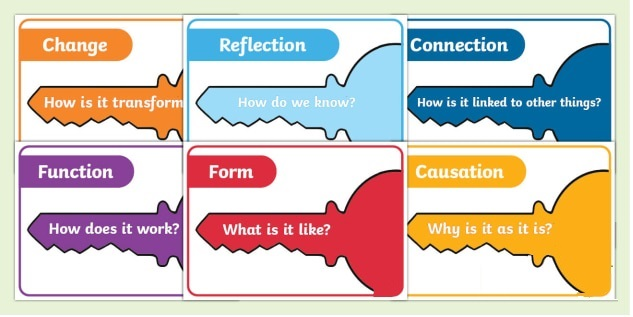 Change
How is it transform
Reflection
How do we know?
Connection
How is it linked to other things?
Function
How does it work?
Form
What is it like?
Causation
Why is it as it is?